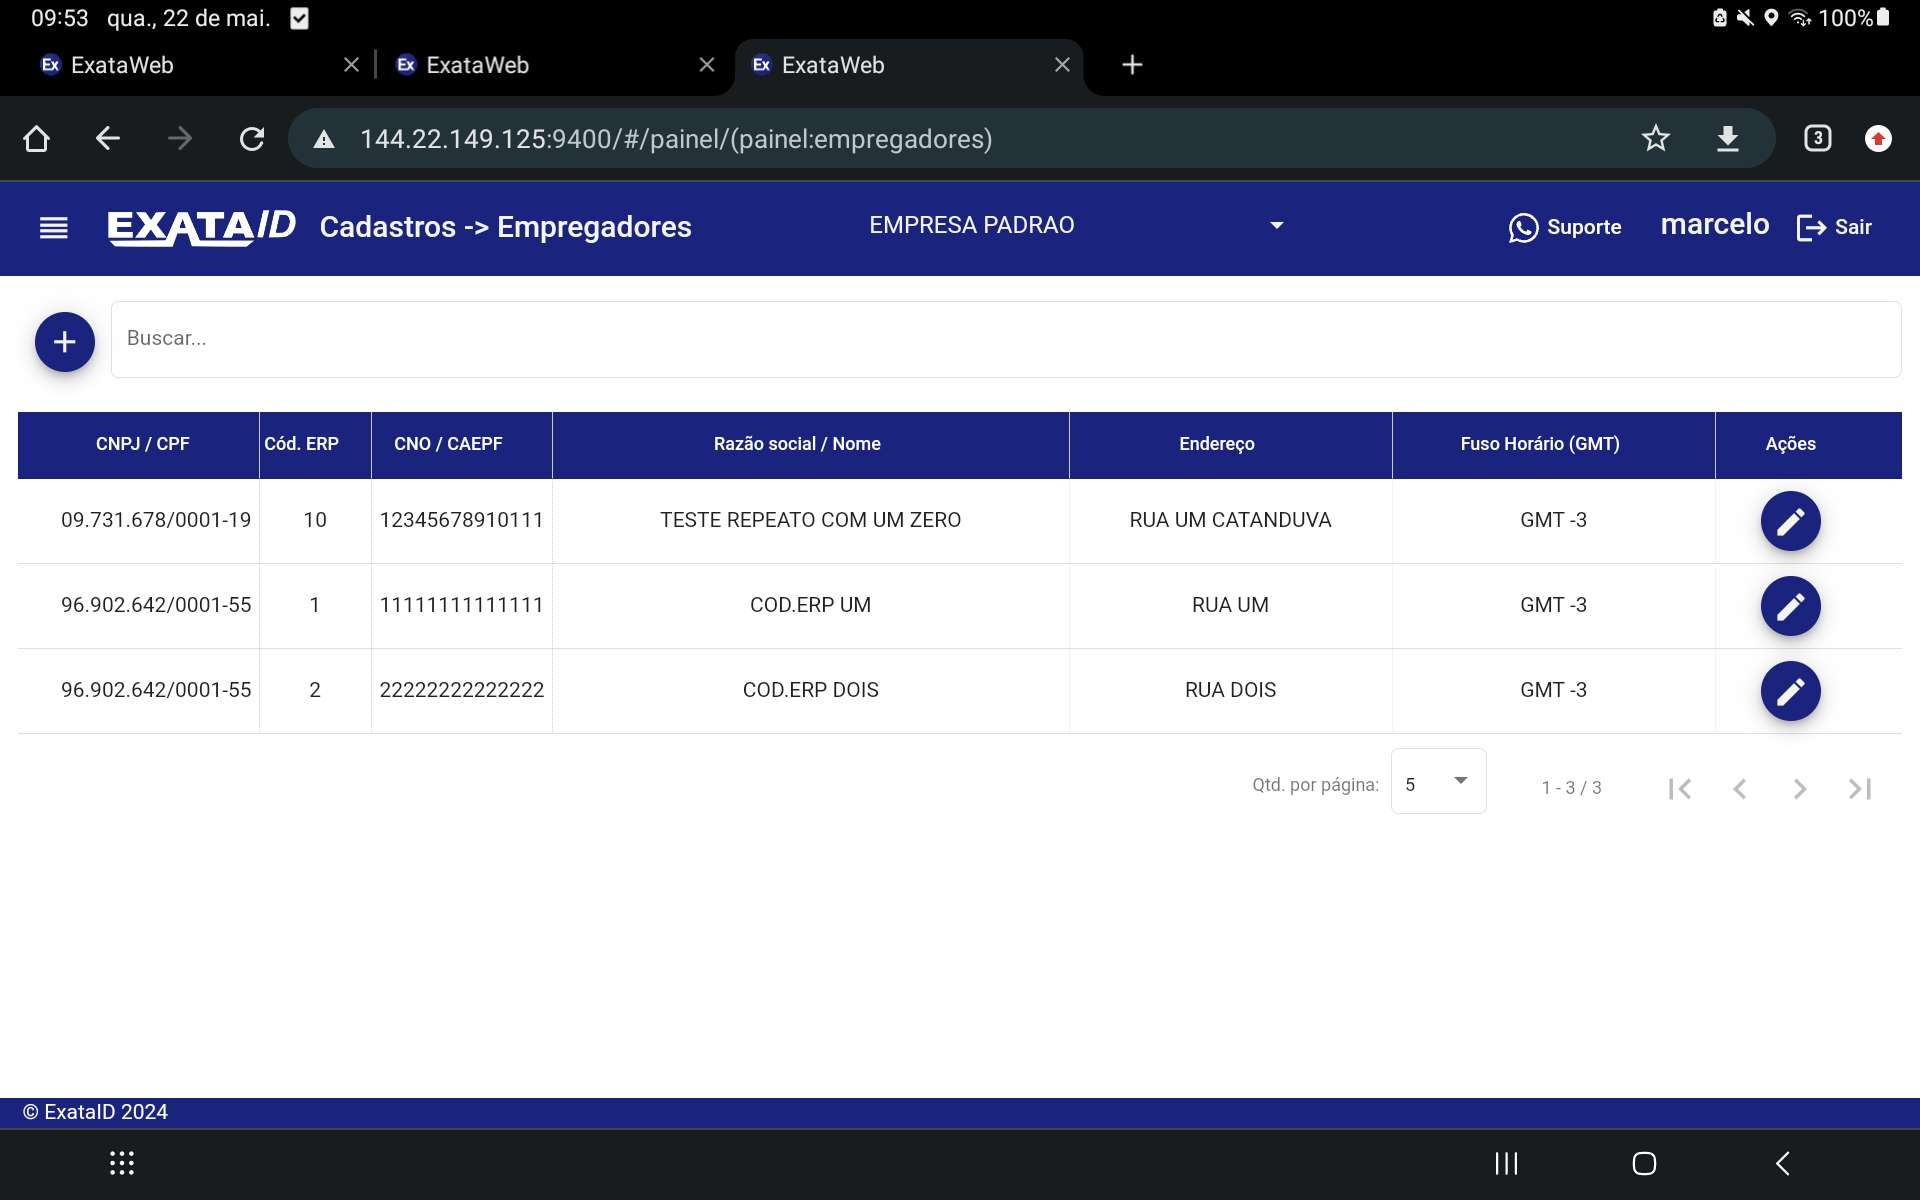 09:53 qua., 22 de mai. 100%
Ex ExataWeb Ex ExataWeb Ex ExataWeb
144.22.149.125:9400/#/painel/(painel:empregadores) 3
EXATAID Cadastros -> Empregadores EMPRESA PADRAO Suporte marcelo Sair
Buscar...
CNPJ / CPF Cód. ERP CNO / CAEPF Razão social / Nome Endereço Fuso Horário (GMT) Ações
09.731.678/0001-19 10 12345678910111 TESTE REPEATO COM UM ZERO RUA UM CATANDUVA GMT -3
96.902.642/0001-55 1 11111111111111 COD.ERP UM RUA UM GMT -3
96.902.642/0001-55 2 22222222222222 COD.ERP DOIS RUA DOIS GMT -3
Qtd. por página: 5 1 - 3 / 3
© ExataID 2024